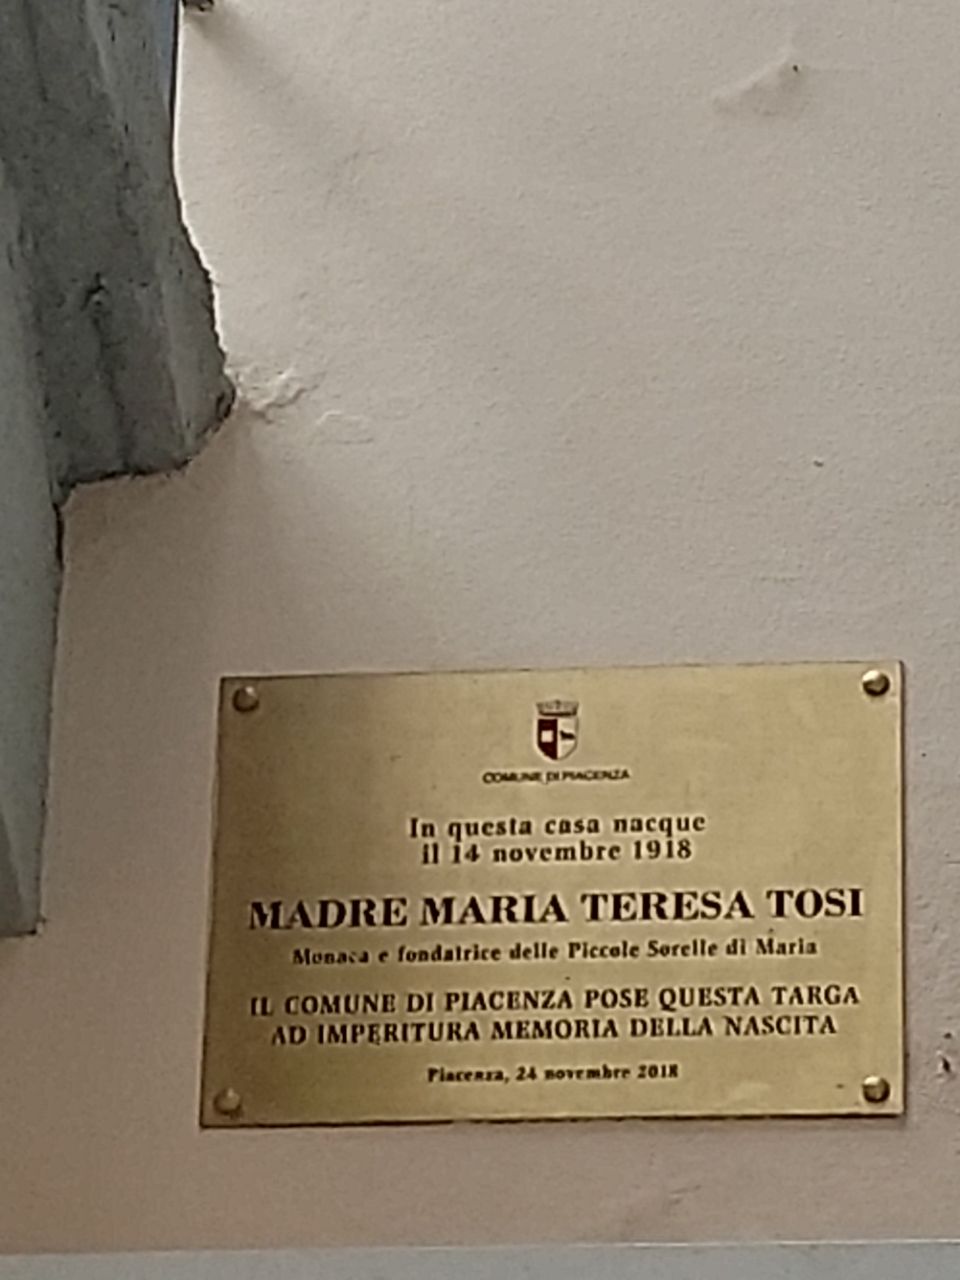 COMUNE DI PIACENZA
In questa casa nacque
il 14 novembre 1918
MADRE MARIA TERESA TOSI
Monaca e fondatrice delle Piccole Sorelle di Maria
IL COMUNE DI PIACENZA POSE QUESTA TARGA
AD IMPERITURA MEMORIA DELLA NASCITA
Piacenza, 24 novembre 2018